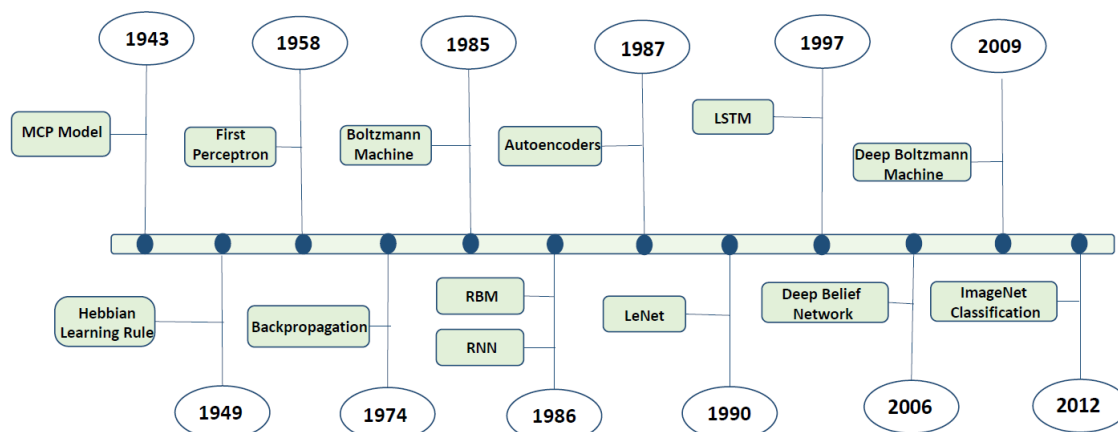 1943
1958
1985
1987
1997
2009
MCP Model
First
Perceptron
Boltzmann
Machine
Autoencoders
LSTM
Deep Boltzmann
Machine
Hebbian
Learning Rule
Backpropagation
RBM
RNN
LeNet
Deep Belief
Network
ImageNet
Classification
1949
1974
1986
1990
2006
2012